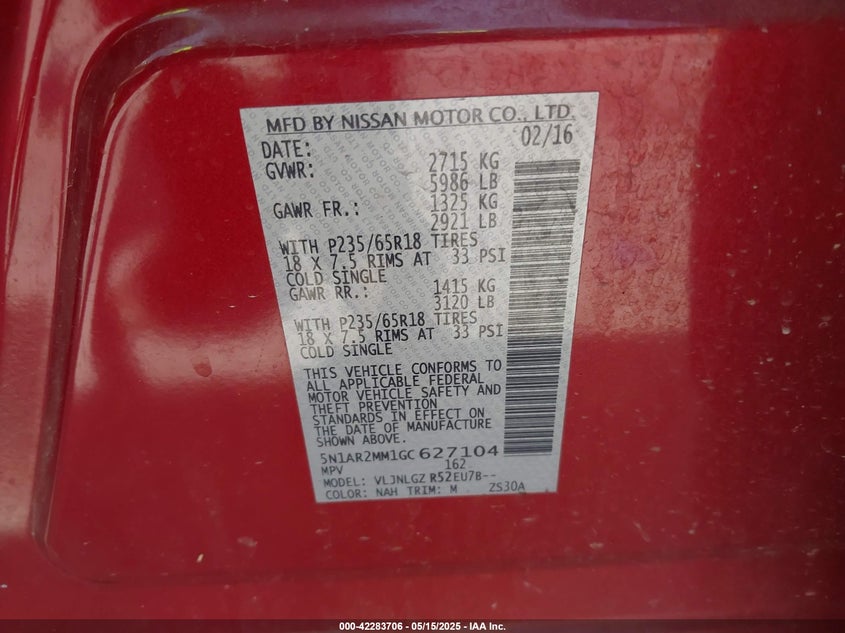 MFD BY NISSAN MOTOR CO., LTD.
DATE: 02/16
GVWR: 2715 KG
5986 LB
GAWR FR.: 1325 KG
2921 LB
WITH P235/65R18 TIRES
18 X 7.5 RIMS AT 33 PSI
COLD SINGLE
GAWR RR.: 1415 KG
3120 LB
WITH P235/65R18 TIRES
18 X 7.5 RIMS AT 33 PSI
COLD SINGLE
THIS VEHICLE CONFORMS TO
ALL APPLICABLE FEDERAL
MOTOR VEHICLE SAFETY AND
THEFT PREVENTION
STANDARDS IN EFFECT ON
THE DATE OF MANUFACTURE
SHOWN ABOVE.
5N1AR2MM1GC627104
MPV 162
MODEL: VLJNLGZ R52EU7B--
COLOR: NAH TRIM: M ZS30A
000-42283706 - 05/15/2025 - IAA Inc.